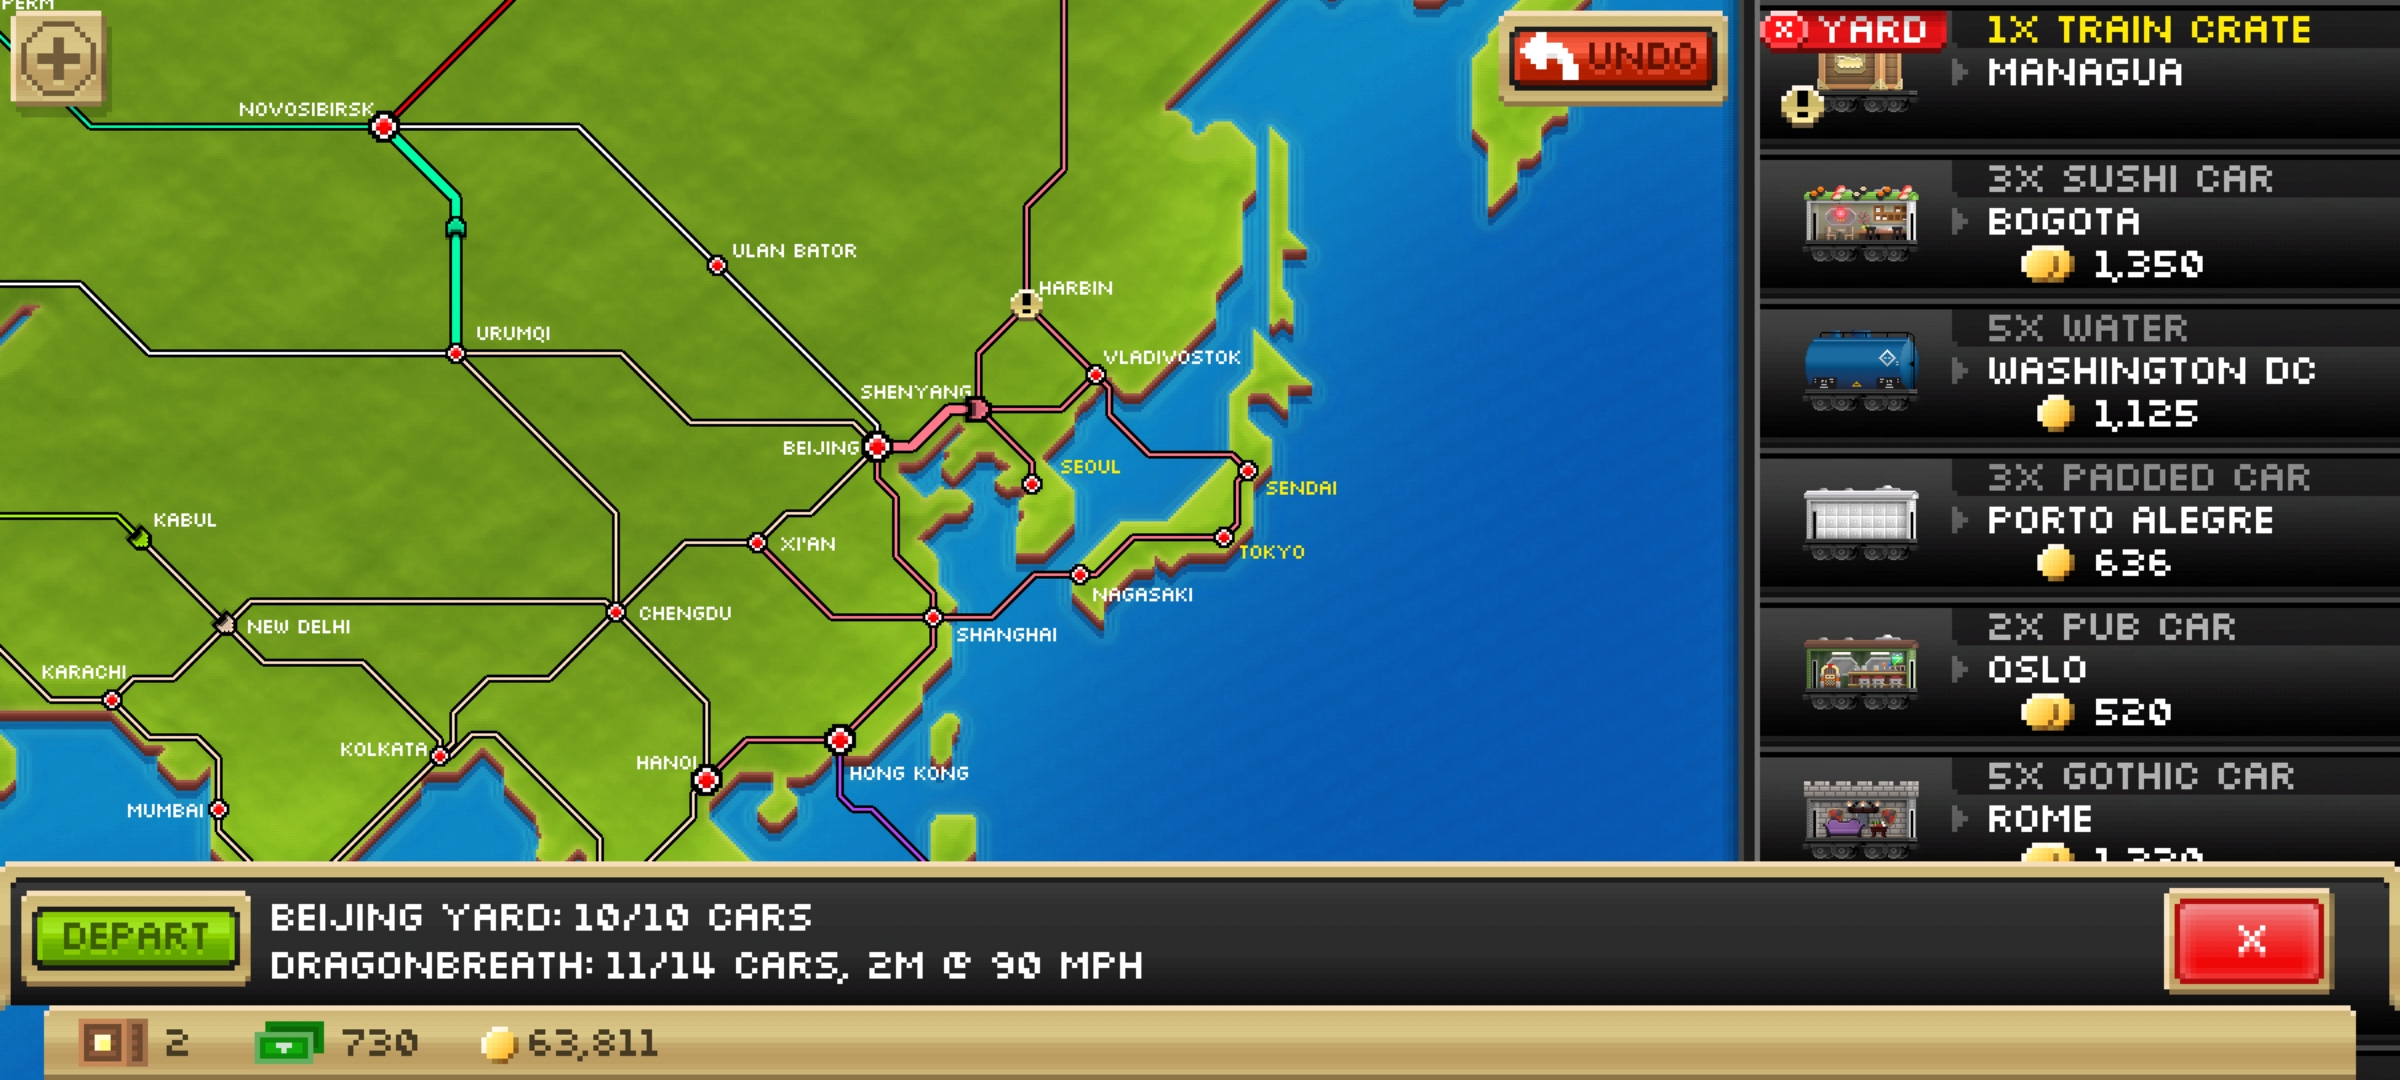 PERM
NOVOSIBIRSK
ULAN BATOR
HARBIN
URUMQI
VLADIVOSTOK
SHENYANG
BEIJING
SEOUL
SENDAI
KABUL
XI'AN
TOKYO
NAGASAKI
CHENGDU
NEW DELHI
SHANGHAI
KARACHI
KOLKATA
HANOI
HONG KONG
MUMBAI
UNDO
YARD
1X TRAIN CRATE
MANAGUA
3X SUSHI CAR
BOGOTA
1,350
5X WATER
WASHINGTON DC
1,125
3X PADDED CAR
PORTO ALEGRE
636
2X PUB CAR
OSLO
520
5X GOTHIC CAR
ROME
DEPART
BEIJING YARD: 10/10 CARS
DRAGONBREATH: 11/14 CARS, 2M @ 90 MPH
X
2
730
63,811